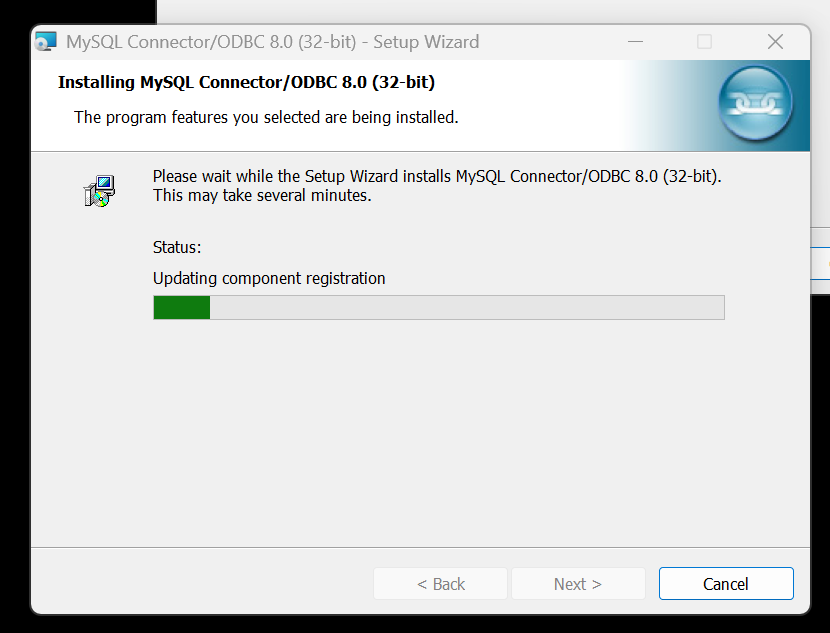 MySQL Connector/ODBC 8.0 (32-bit) - Setup Wizard
Installing MySQL Connector/ODBC 8.0 (32-bit)
The program features you selected are being installed.
Please wait while the Setup Wizard installs MySQL Connector/ODBC 8.0 (32-bit).
This may take several minutes.
Status:
Updating component registration
< Back
Next >
Cancel